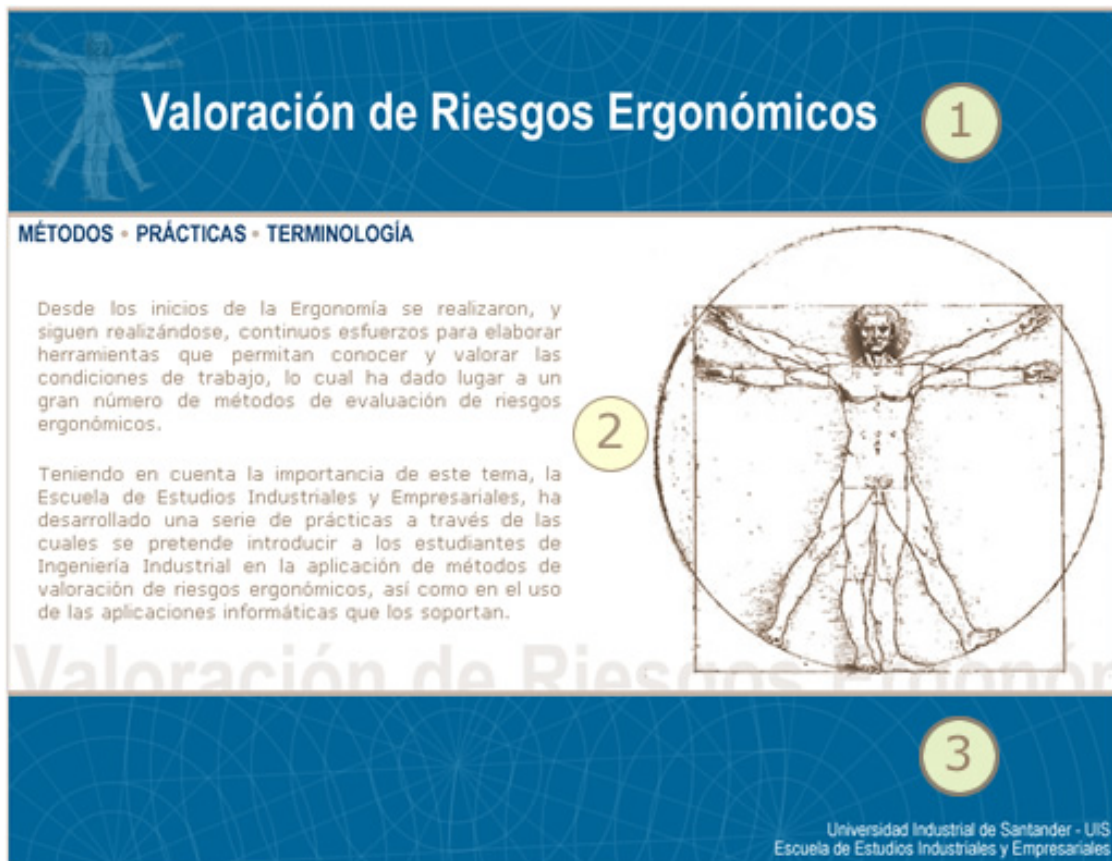 Valoración de Riesgos Ergonómicos
1
MÉTODOS • PRÁCTICAS • TERMINOLOGÍA
Desde los inicios de la Ergonomía se realizaron, y
siguen realizándose, continuos esfuerzos para elaborar
herramientas que permitan conocer y valorar las
condiciones de trabajo, lo cual ha dado lugar a un
gran número de métodos de evaluación de riesgos
ergonómicos.
2
Teniendo en cuenta la importancia de este tema, la
Escuela de Estudios Industriales y Empresariales, ha
desarrollado una serie de prácticas a través de las
cuales se pretende introducir a los estudiantes de
Ingeniería Industrial en la aplicación de métodos de
valoración de riesgos ergonómicos, así como en el uso
de las aplicaciones informáticas que los soportan.
Valoración de Riesgos Ergonóm
3
Universidad Industrial de Santander - UIS
Escuela de Estudios Industriales y Empresariales